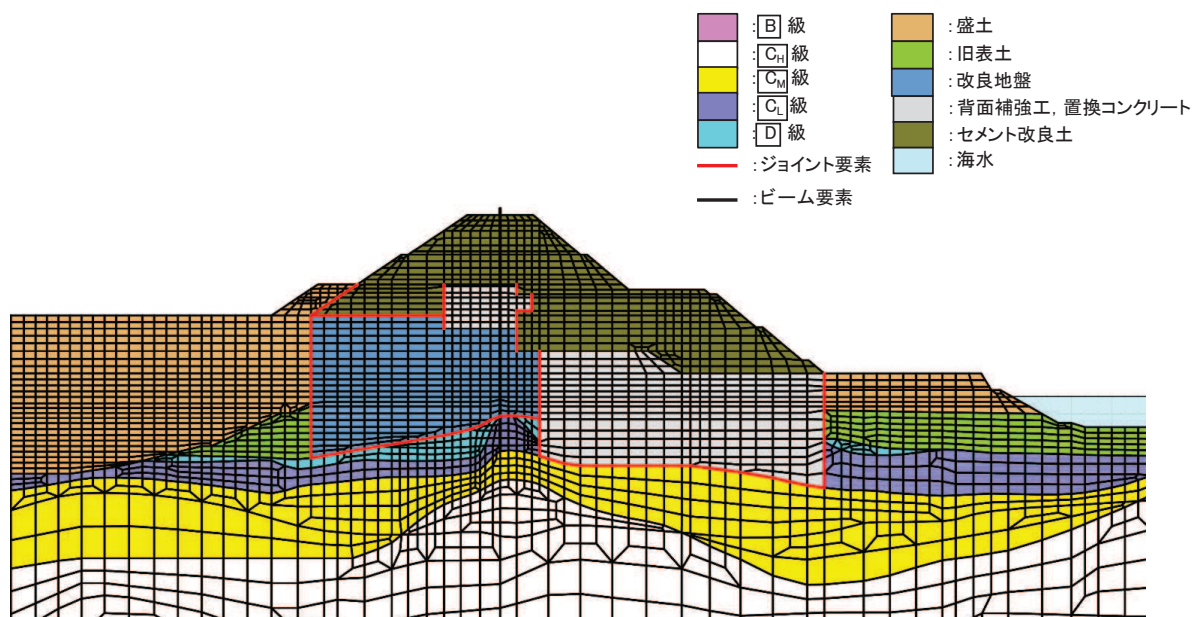 :B 級
:CH級
:CM級
:CL級
:D 級
:ジョイント要素
:ビーム要素
:盛土
:旧表土
:改良地盤
:背面補強工，置換コンクリート
:セメント改良土
:海水